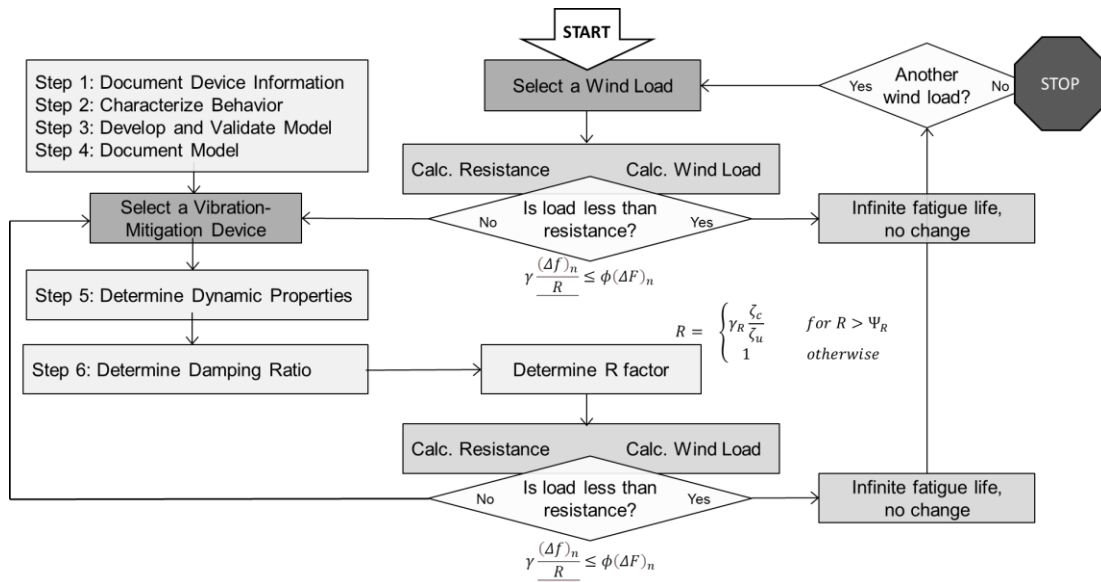 START
Step 1: Document Device Information
Step 2: Characterize Behavior
Step 3: Develop and Validate Model
Step 4: Document Model
Select a Wind Load
Yes
Another
wind load?
No
STOP
Calc. Resistance
Calc. Wind Load
Select a Vibration-
Mitigation Device
No
Is load less than
resistance?
Yes
Infinite fatigue life,
no change
γ (Δf)ₙ / R ≤ ϕ(ΔF)ₙ
Step 5: Determine Dynamic Properties
R = { γ_R ζ_c / ζ_u for R > Ψ_R
1 otherwise
Step 6: Determine Damping Ratio
Determine R factor
Calc. Resistance
Calc. Wind Load
No
Is load less than
resistance?
Yes
Infinite fatigue life,
no change
γ (Δf)ₙ / R ≤ ϕ(ΔF)ₙ